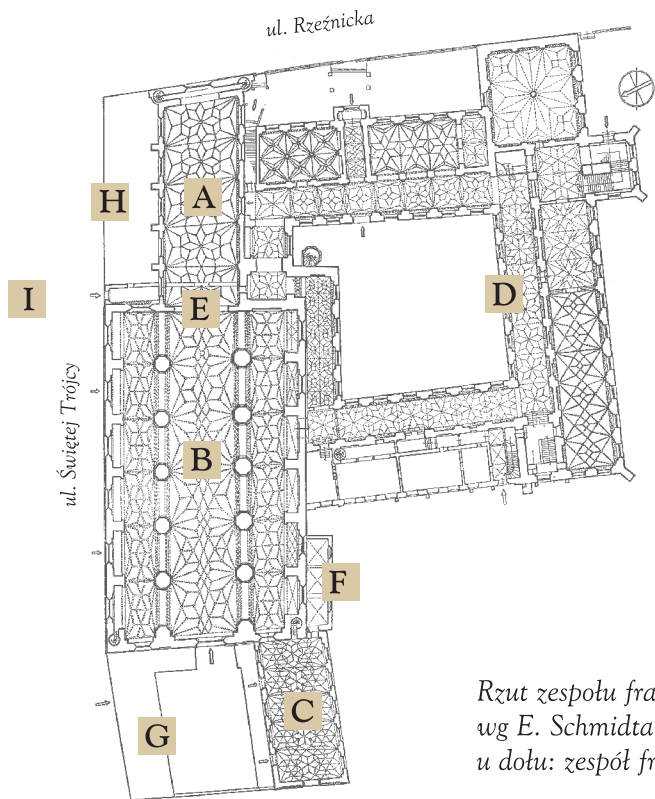 ul. Rzeźnicka
A
H
I
E
D
ul. Świętej Trójcy
B
F
C
G
Rzut zespołu fra
wg E. Schmidta
u dołu: zespół fr